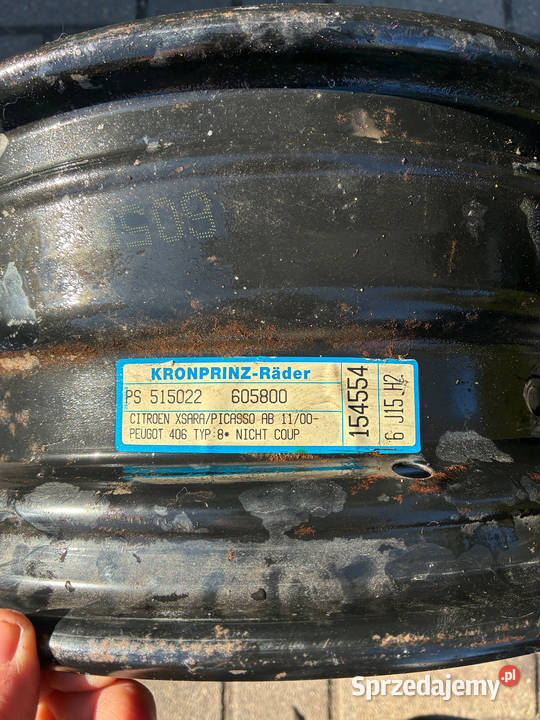 KRONPRINZ-Räder
PS 515022 605800
CITROEN XSARA/PICASSO AB 11/00-
PEUGOT 406 TYP 8* NICHT COUP
154554
6 J15 H2
Sprzedajemy.pl